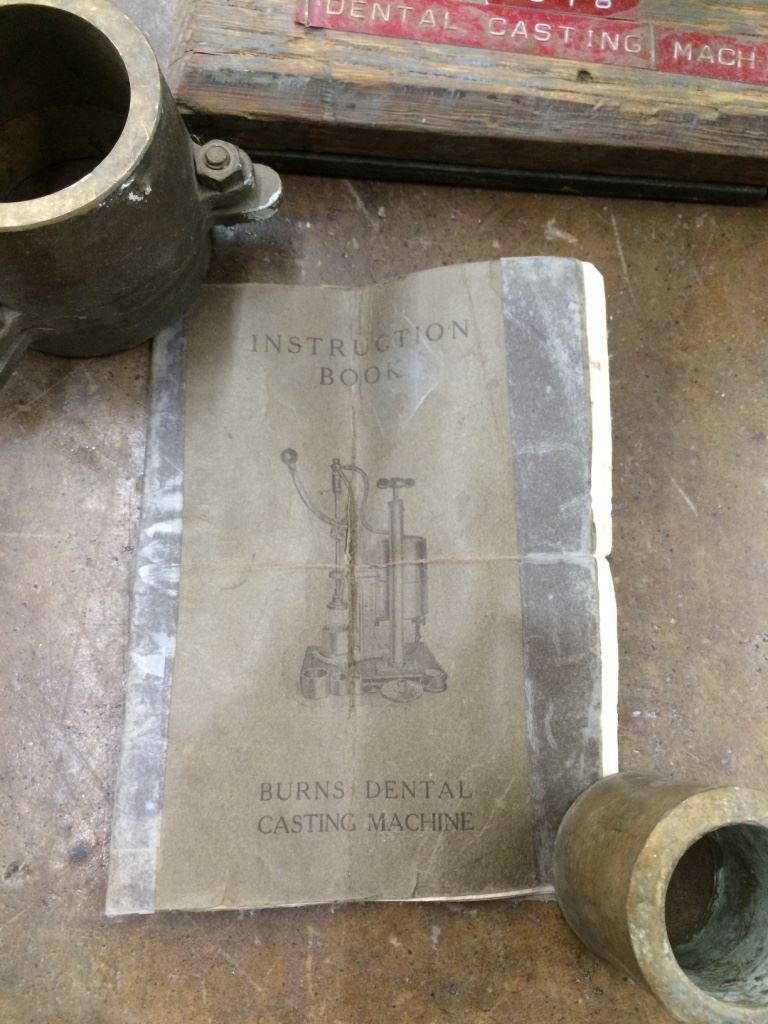 DENTAL CASTING MACH
INSTRUCTION
BOOK
BURNS DENTAL
CASTING MACHINE